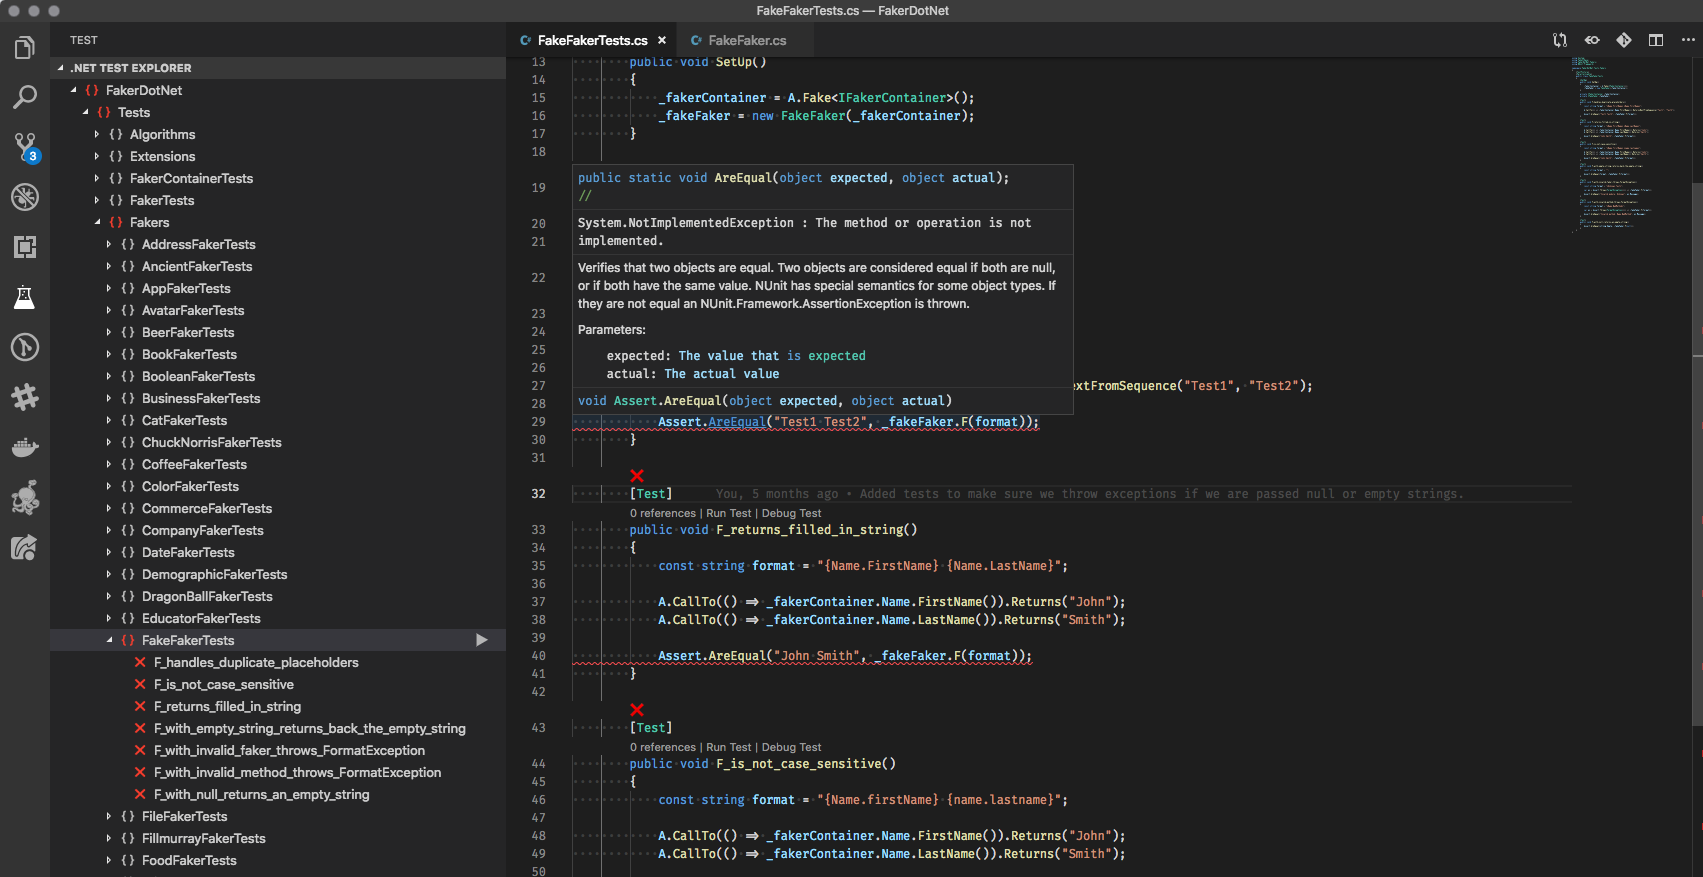 FakeFakerTests.cs — FakerDotNet
TEST
.NET TEST EXPLORER
FakerDotNet
Tests
Algorithms
Extensions
FakerContainerTests
FakerTests
Fakers
AddressFakerTests
AncientFakerTests
AppFakerTests
AvatarFakerTests
BeerFakerTests
BookFakerTests
BooleanFakerTests
BusinessFakerTests
CatFakerTests
ChuckNorrisFakerTests
CoffeeFakerTests
ColorFakerTests
CommerceFakerTests
CompanyFakerTests
DateFakerTests
DemographicFakerTests
DragonBallFakerTests
EducatorFakerTests
FakeFakerTests
F_handles_duplicate_placeholders
F_is_not_case_sensitive
F_returns_filled_in_string
F_with_empty_string_returns_back_the_empty_string
F_with_invalid_faker_throws_FormatException
F_with_invalid_method_throws_FormatException
F_with_null_returns_an_empty_string
FileFakerTests
FillmurrayFakerTests
FoodFakerTests
3
FakeFakerTests.cs
FakeFaker.cs
13 public void SetUp()
14 {
15 _fakerContainer = A.Fake<IFakerContainer>();
16 _fakeFaker = new FakeFaker(_fakerContainer);
17 }
18
19 public static void AreEqual(object expected, object actual);
//
20 System.NotImplementedException : The method or operation is not
21 implemented.
Verifies that two objects are equal. Two objects are considered equal if both are null,
22 or if both have the same value. NUnit has special semantics for some object types. If
they are not equal an NUnit.Framework.AssertionException is thrown.
23
24 Parameters:
25 expected: The value that is expected
26 actual: The actual value
27 extFromSequence("Test1", "Test2");
28 void Assert.AreEqual(object expected, object actual)
29 Assert.AreEqual("Test1 Test2", _fakeFaker.F(format));
30 }
31
32 [Test] You, 5 months ago • Added tests to make sure we throw exceptions if we are passed null or empty strings.
0 references | Run Test | Debug Test
33 public void F_returns_filled_in_string()
34 {
35 const string format = "{Name.FirstName} {Name.LastName}";
36
37 A.CallTo(() => _fakerContainer.Name.FirstName()).Returns("John");
38 A.CallTo(() => _fakerContainer.Name.LastName()).Returns("Smith");
39
40 Assert.AreEqual("John Smith", _fakeFaker.F(format));
41 }
42
43 [Test]
0 references | Run Test | Debug Test
44 public void F_is_not_case_sensitive()
45 {
46 const string format = "{Name.firstName} {name.lastname}";
47
48 A.CallTo(() => _fakerContainer.Name.FirstName()).Returns("John");
49 A.CallTo(() => _fakerContainer.Name.LastName()).Returns("Smith");
50